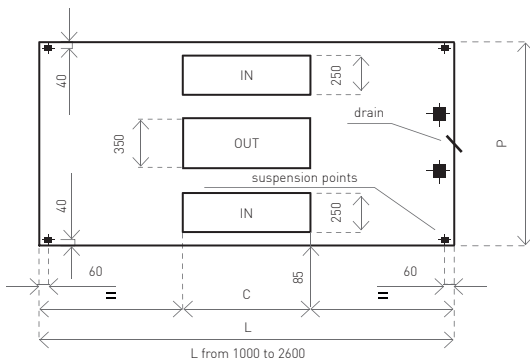 40
IN
250
drain
350
OUT
P
suspension points
40
IN
250
60
85
60
=
C
=
L
L from 1000 to 2600